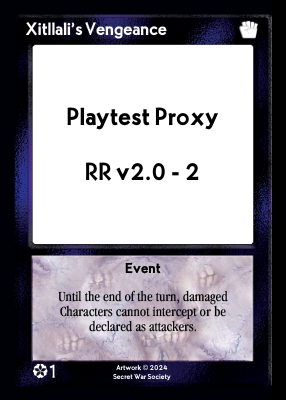 Xitllali's Vengeance
Playtest Proxy
RR v2.0 - 2
Event
Until the end of the turn, damaged
Characters cannot intercept or be
declared as attackers.
1
Artwork © 2024
Secret War Society